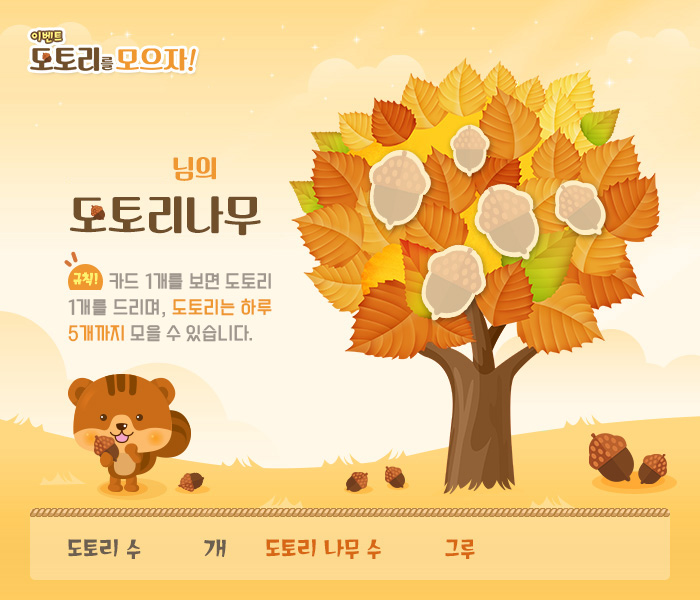 이벤트
도토리를 모으자!
님의
도토리나무
규칙! 카드 1개를 보면 도토리
1개를 드리며, 도토리는 하루
5개까지 모을 수 있습니다.
도토리 수 개 도토리 나무 수 그루